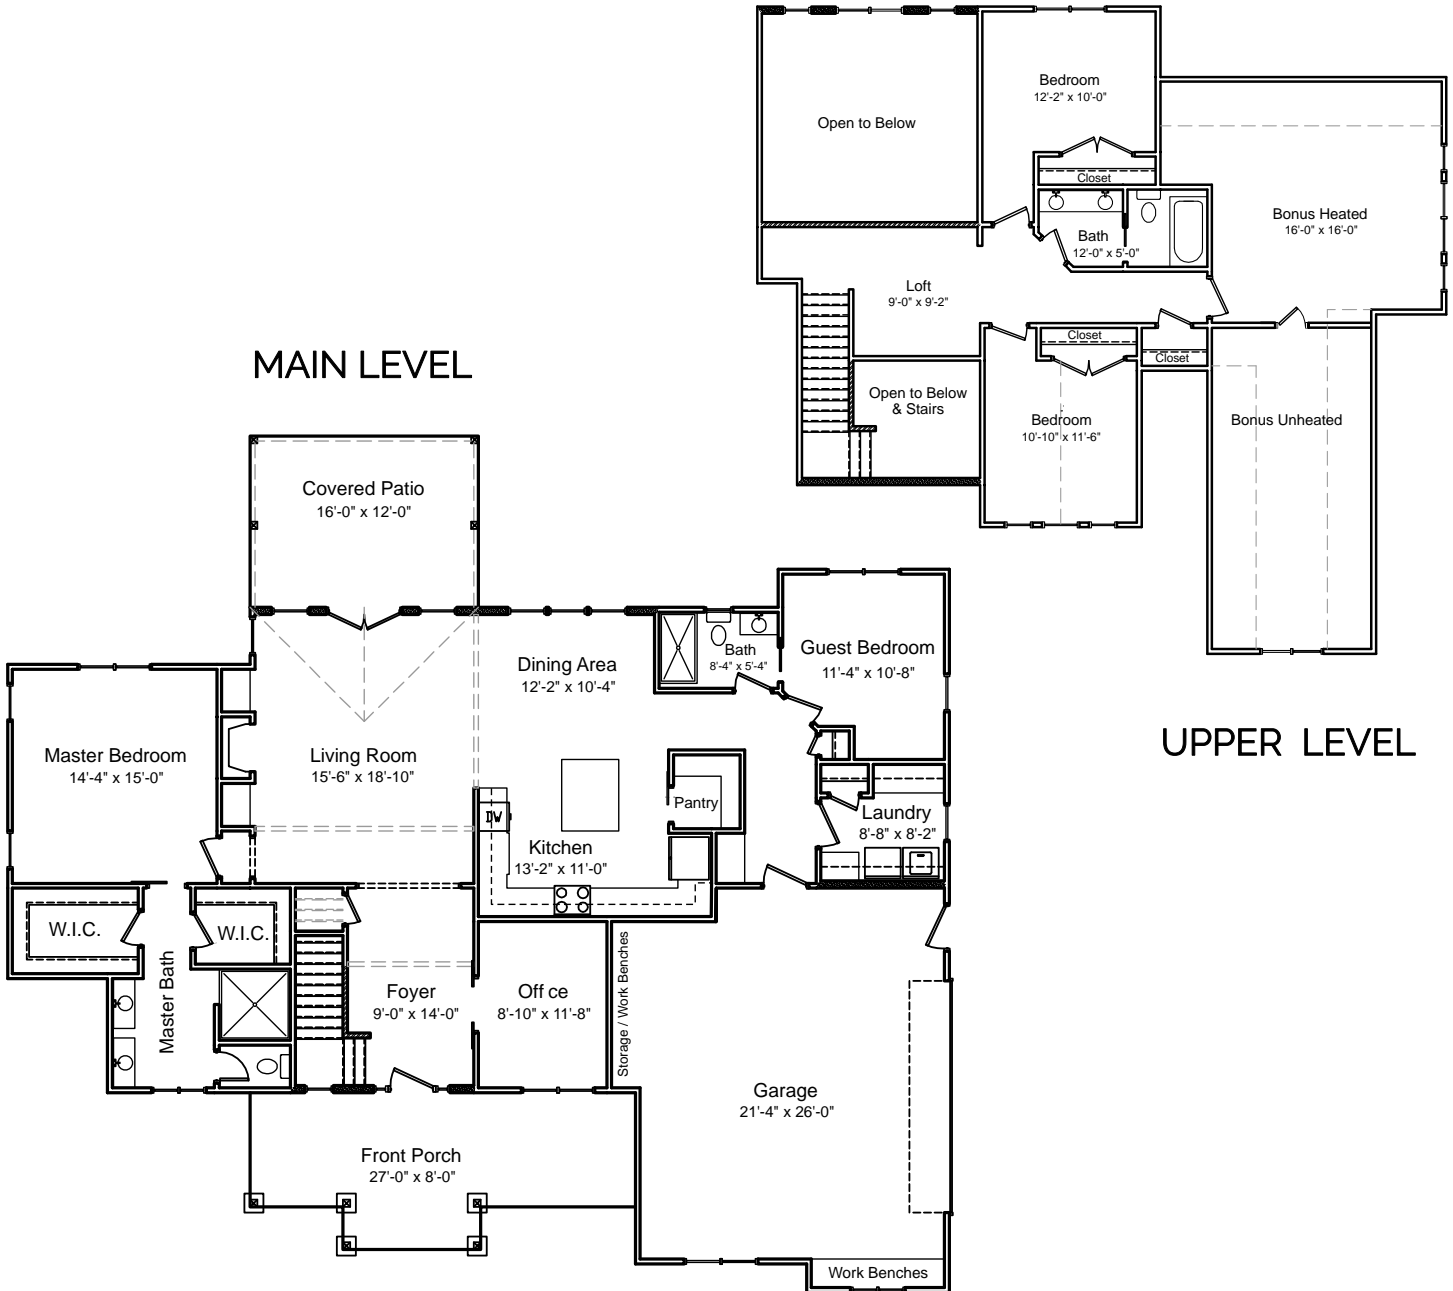 Bedroom
12'-2" x 10'-0"
Open to Below
Closet
Bonus Heated
16'-0" x 16'-0"
Bath
12'-0" x 5'-0"
Loft
9'-0" x 9'-2"
Closet
Closet
Open to Below
& Stairs
Bedroom
10'-10" x 11'-6"
Bonus Unheated
UPPER LEVEL
MAIN LEVEL
Covered Patio
16'-0" x 12'-0"
Guest Bedroom
11'-4" x 10'-8"
Bath
8'-4" x 5'-4"
Dining Area
12'-2" x 10'-4"
Master Bedroom
14'-4" x 15'-0"
Living Room
15'-6" x 18'-10"
Pantry
DW
Laundry
8'-8" x 8'-2"
Kitchen
13'-2" x 11'-0"
W.I.C.
W.I.C.
Master Bath
Foyer
9'-0" x 14'-0"
Off ce
8'-10" x 11'-8"
Storage / Work Benches
Garage
21'-4" x 26'-0"
Front Porch
27'-0" x 8'-0"
Work Benches